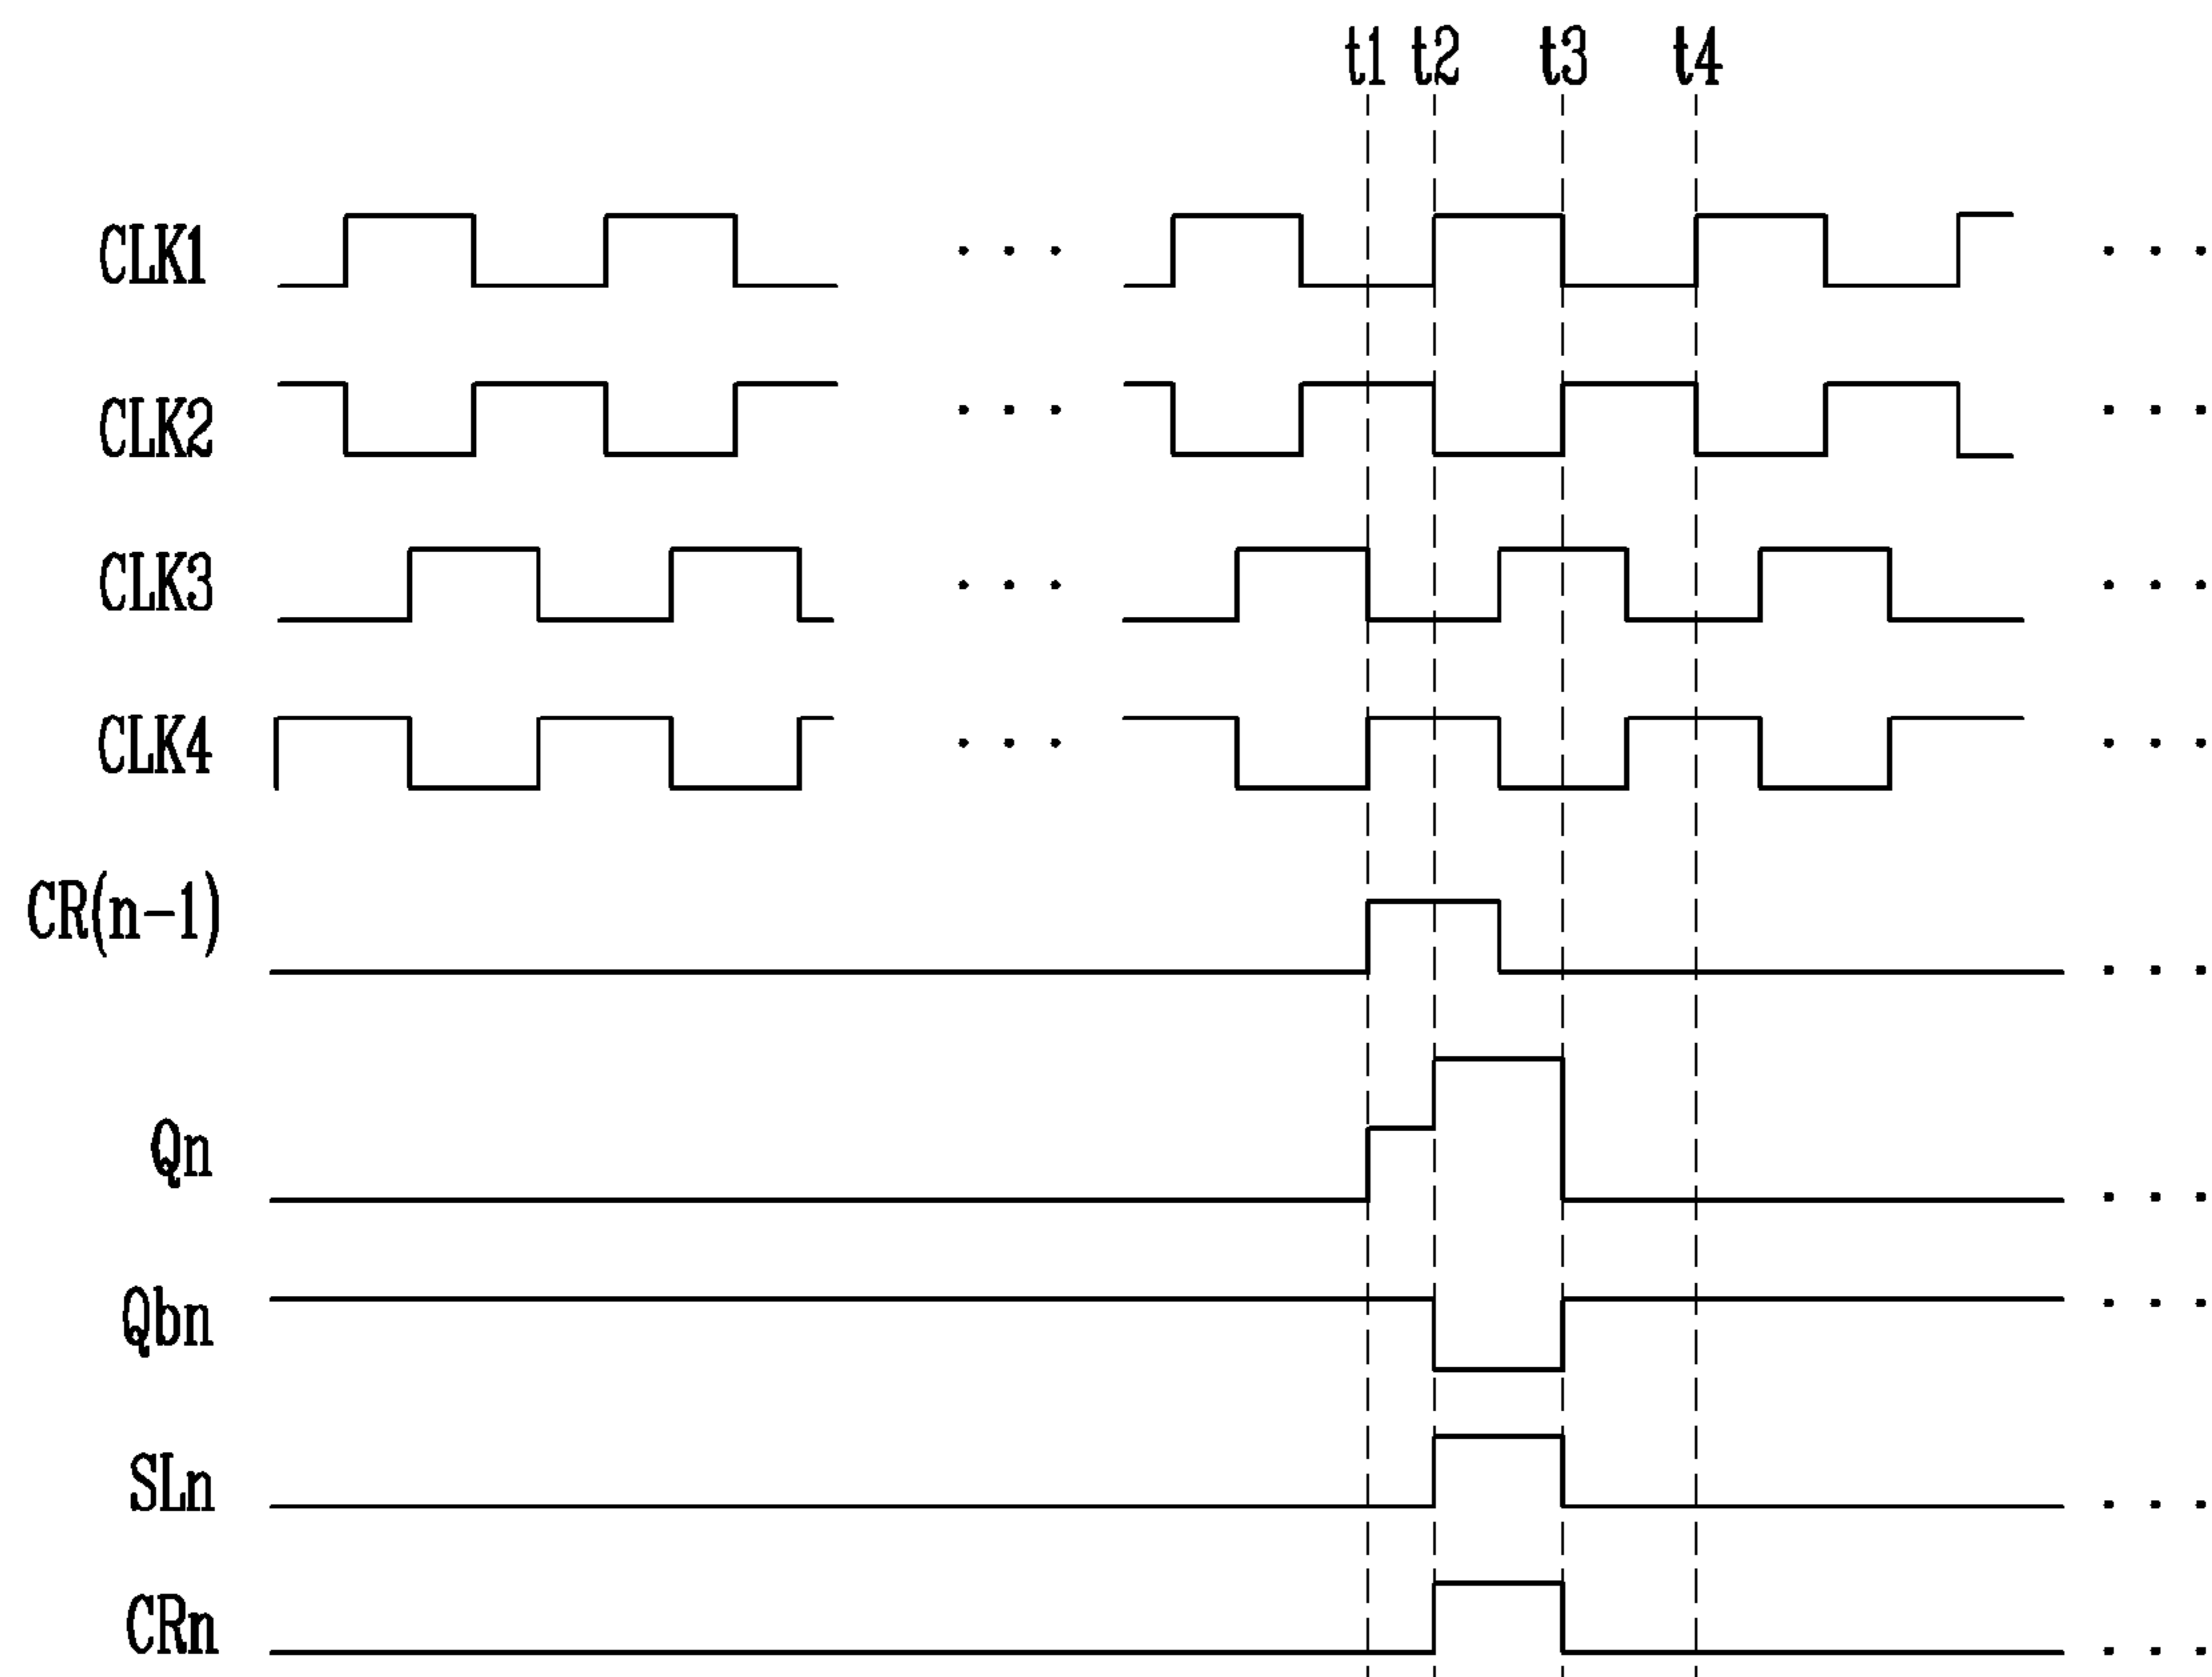 t1 t2 t3 t4
CLK1 . . . . . .
CLK2 . . . . . .
CLK3 . . . . . .
CLK4 . . . . . .
CR(n-1) . . .
Qn . . .
Qbn . . .
SLn . . .
CRn . . .